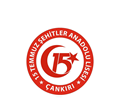 15 TEMMUZ ŞEHİTLER ANADOLU LİSESİ
15
ÇANKIRI